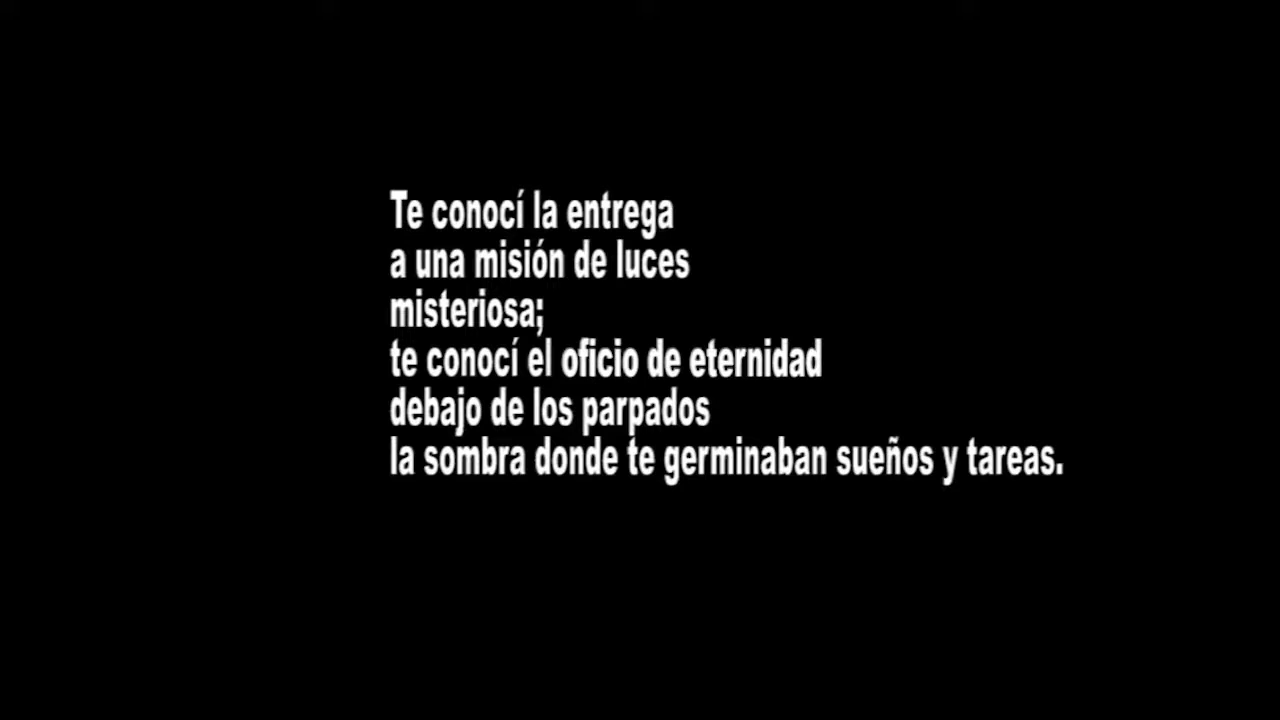 Te conocí la entrega
a una misión de luces
misteriosa;
te conocí el oficio de eternidad
debajo de los parpados
la sombra donde te germinaban sueños y tareas.